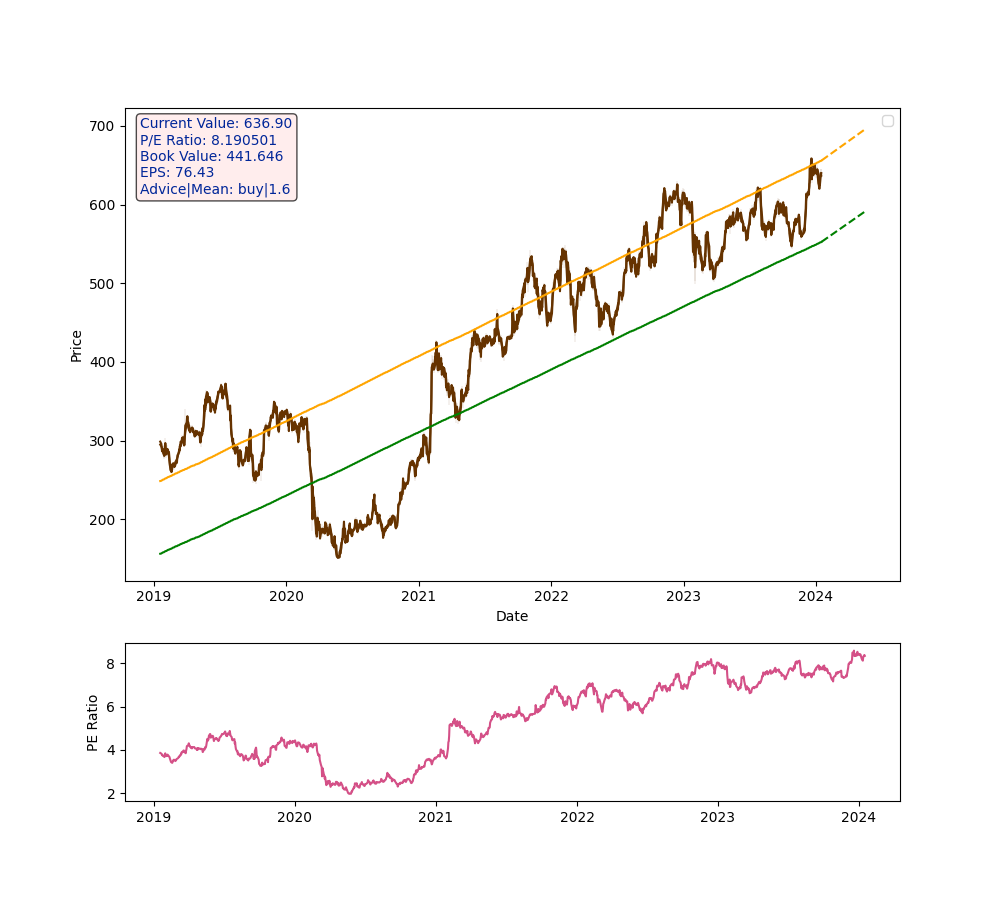 Current Value: 636.90
P/E Ratio: 8.190501
Book Value: 441.646
EPS: 76.43
Advice|Mean: buy|1.6
700
600
500
400
300
200
Price
2019 2020 2021 2022 2023 2024
Date
8
6
4
2
PE Ratio
2019 2020 2021 2022 2023 2024